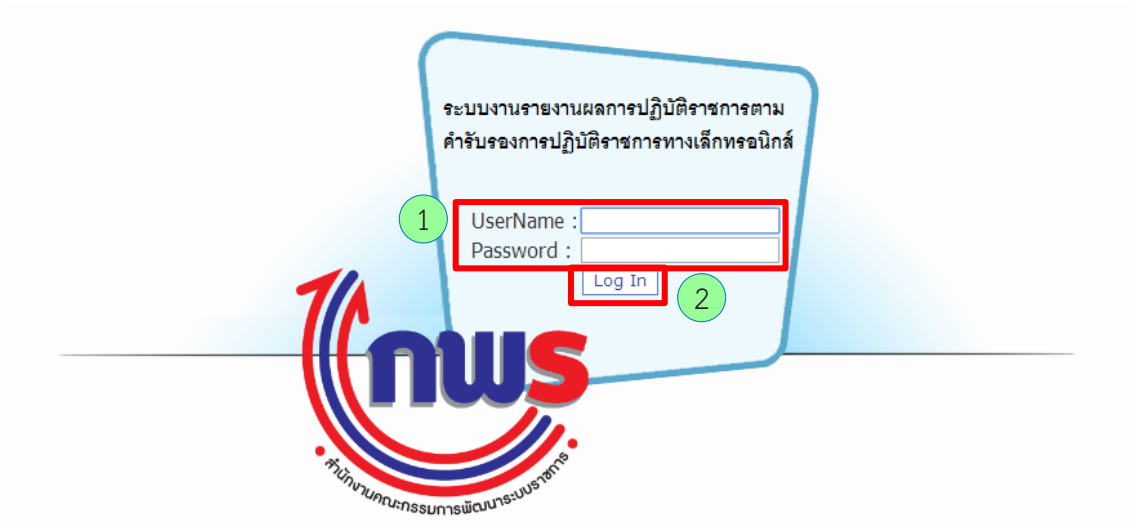 ระบบงานรายงานผลการปฏิบัติราชการตาม
คำรับรองการปฏิบัติราชการทางเล็กทรอนิกส์
1
UserName :
Password :
Log In
2
กพร
สำนักงานคณะกรรมการพัฒนาระบบราชการ